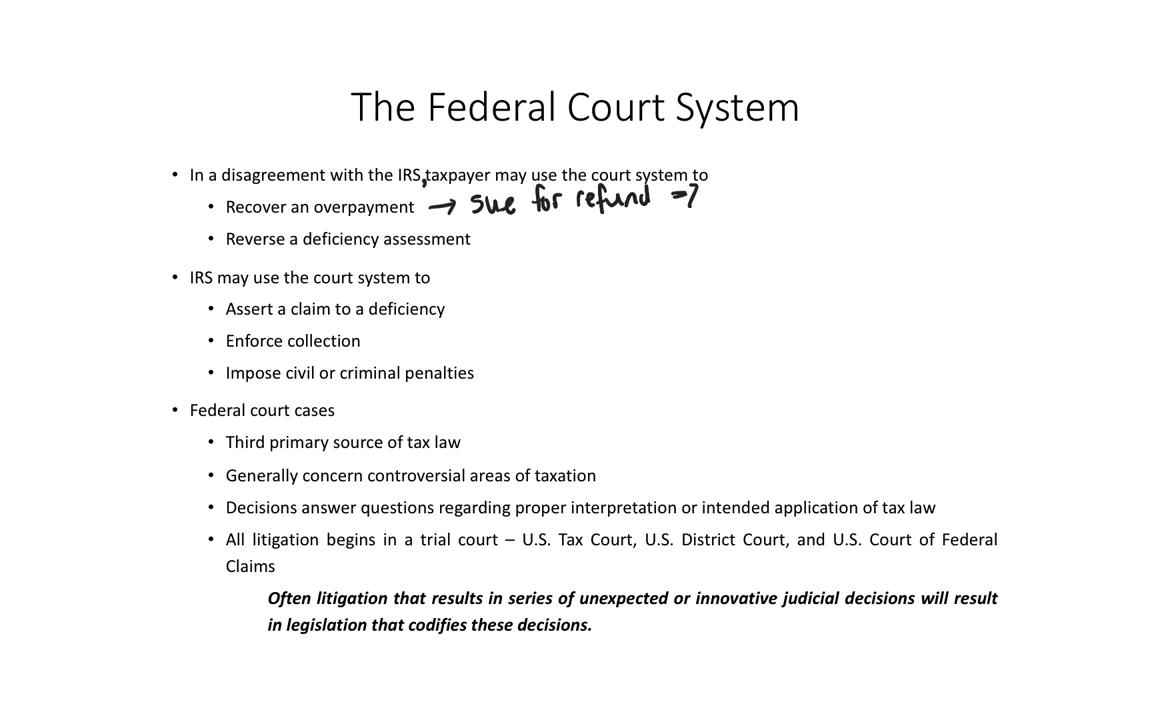 The Federal Court System
• In a disagreement with the IRS, taxpayer may use the court system to
• Recover an overpayment → sue for refund =?
• Reverse a deficiency assessment
• IRS may use the court system to
• Assert a claim to a deficiency
• Enforce collection
• Impose civil or criminal penalties
• Federal court cases
• Third primary source of tax law
• Generally concern controversial areas of taxation
• Decisions answer questions regarding proper interpretation or intended application of tax law
• All litigation begins in a trial court – U.S. Tax Court, U.S. District Court, and U.S. Court of Federal
Claims
Often litigation that results in series of unexpected or innovative judicial decisions will result
in legislation that codifies these decisions.